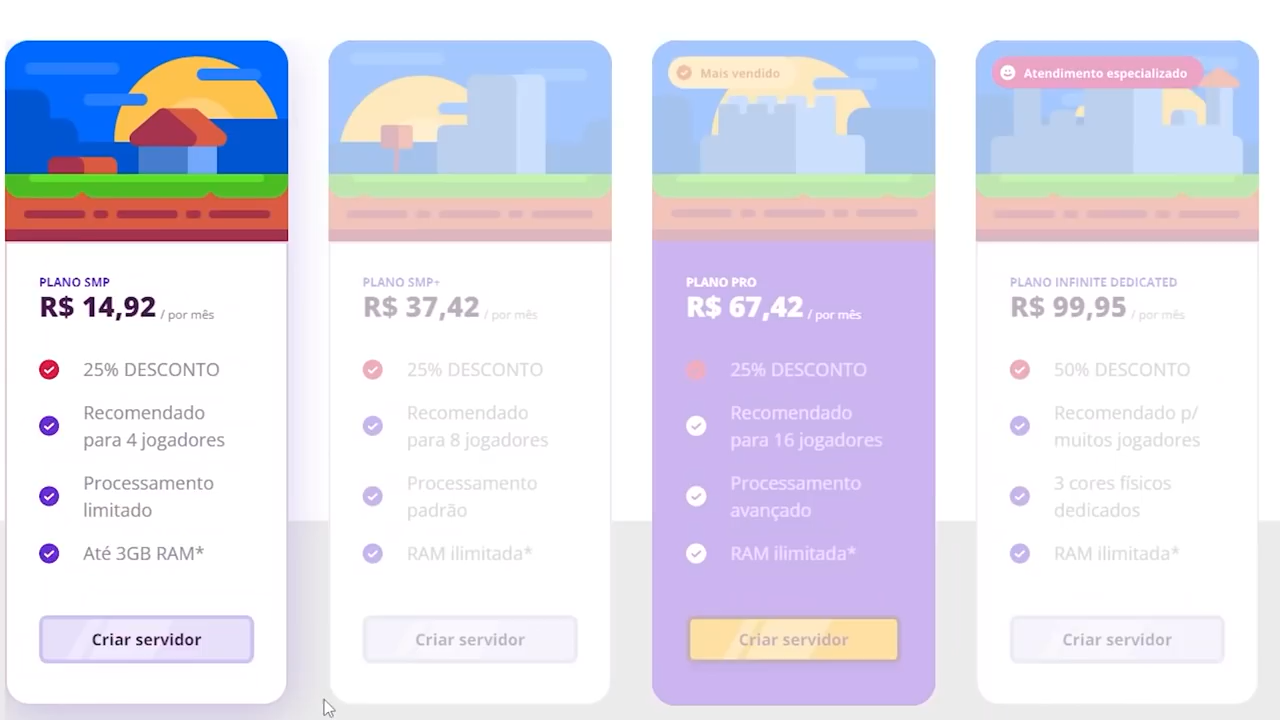 PLANO SMP
R$ 14,92 / por mês
25% DESCONTO
Recomendado
para 4 jogadores
Processamento
limitado
Até 3GB RAM*
Criar servidor
PLANO SMP+
R$ 37,42 / por mês
25% DESCONTO
Recomendado
para 8 jogadores
Processamento
padrão
RAM ilimitada*
Criar servidor
Mais vendido
PLANO PRO
R$ 67,42 / por mês
25% DESCONTO
Recomendado
para 16 jogadores
Processamento
avançado
RAM ilimitada*
Criar servidor
Atendimento especializado
PLANO INFINITE DEDICATED
R$ 99,95 / por mês
50% DESCONTO
Recomendado p/
muitos jogadores
3 cores físicos
dedicados
RAM ilimitada*
Criar servidor